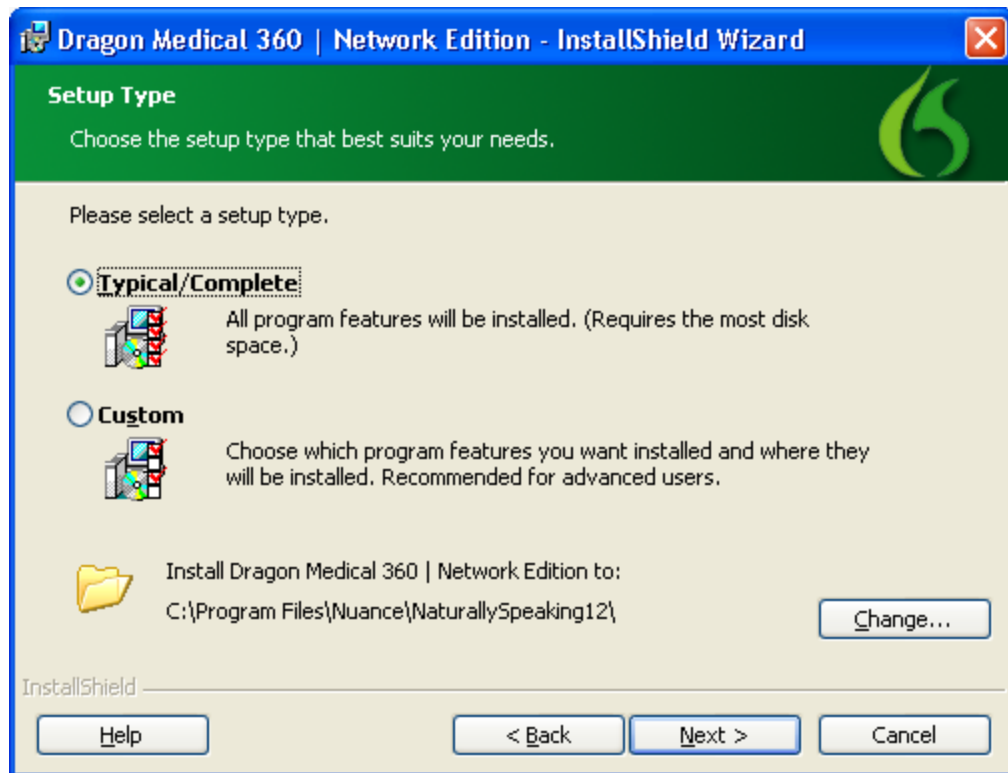 Dragon Medical 360 | Network Edition - InstallShield Wizard
Setup Type
Choose the setup type that best suits your needs.
Please select a setup type.
Typical/Complete
All program features will be installed. (Requires the most disk
space.)
Custom
Choose which program features you want installed and where they
will be installed. Recommended for advanced users.
Install Dragon Medical 360 | Network Edition to:
C:\Program Files\Nuance\NaturallySpeaking12\
Change...
InstallShield
Help
< Back
Next >
Cancel